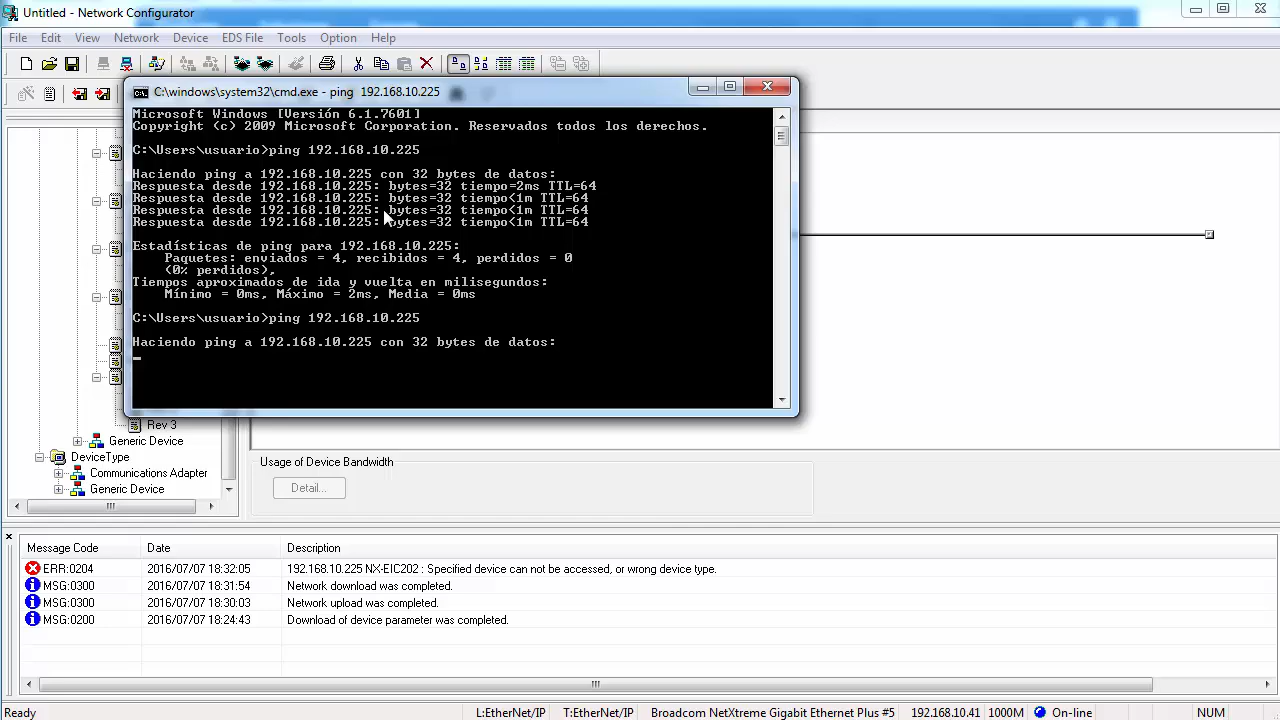 Untitled - Network Configurator
File Edit View Network Device EDS File Tools Option Help
C:\windows\system32\cmd.exe - ping 192.168.10.225
Microsoft Windows [Versión 6.1.7601]
Copyright (c) 2009 Microsoft Corporation. Reservados todos los derechos.
C:\Users\usuario>ping 192.168.10.225
Haciendo ping a 192.168.10.225 con 32 bytes de datos:
Respuesta desde 192.168.10.225: bytes=32 tiempo=2ms TTL=64
Respuesta desde 192.168.10.225: bytes=32 tiempo<1m TTL=64
Respuesta desde 192.168.10.225: bytes=32 tiempo<1m TTL=64
Respuesta desde 192.168.10.225: bytes=32 tiempo<1m TTL=64
Estadísticas de ping para 192.168.10.225:
Paquetes: enviados = 4, recibidos = 4, perdidos = 0
(0% perdidos),
Tiempos aproximados de ida y vuelta en milisegundos:
Mínimo = 0ms, Máximo = 2ms, Media = 0ms
C:\Users\usuario>ping 192.168.10.225
Haciendo ping a 192.168.10.225 con 32 bytes de datos:
Rev 3
Generic Device
DeviceType
Communications Adapter
Generic Device
Usage of Device Bandwidth
Detail...
Message Code Date Description
ERR:0204 2016/07/07 18:32:05 192.168.10.225 NX-EIC202 : Specified device can not be accessed, or wrong device type.
MSG:0300 2016/07/07 18:31:54 Network download was completed.
MSG:0300 2016/07/07 18:30:03 Network upload was completed.
MSG:0200 2016/07/07 18:24:43 Download of device parameter was completed.
Ready L:EtherNet/IP T:EtherNet/IP Broadcom NetXtreme Gigabit Ethernet Plus #5 192.168.10.41 1000M On-line NUM